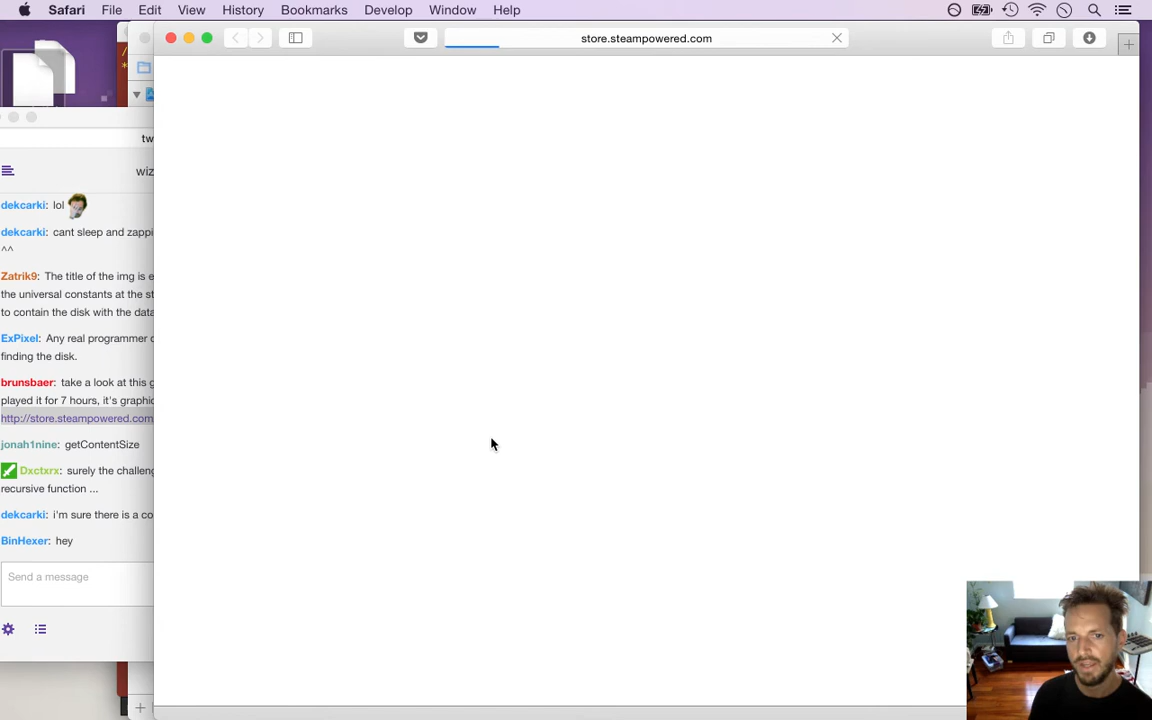 Safari File Edit View History Bookmarks Develop Window Help
store.steampowered.com
tw
wiz
dekcarki: lol
dekcarki: cant sleep and zappi
^^
Zatrik9: The title of the img is e
the universal constants at the st
to contain the disk with the data
ExPixel: Any real programmer c
finding the disk.
brunsbaer: take a look at this g
played it for 7 hours, it's graphic
http://store.steampowered.com
jonah1nine: getContentSize
Dxctxrx: surely the challeng
recursive function ...
dekcarki: i'm sure there is a co
BinHexer: hey
Send a message